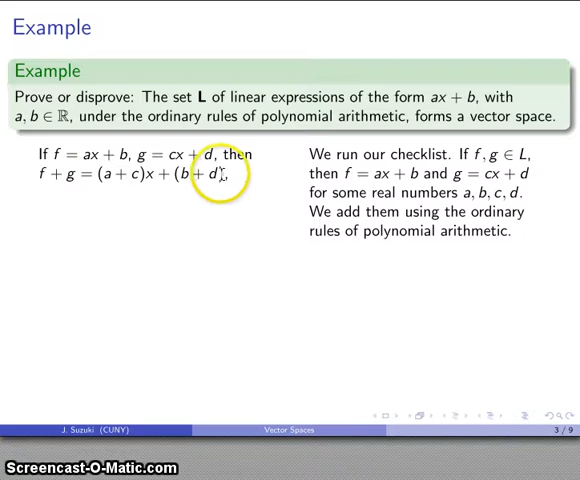 Example
Example
Prove or disprove: The set L of linear expressions of the form ax + b, with
a, b ∈ ℝ, under the ordinary rules of polynomial arithmetic, forms a vector space.
If f = ax + b, g = cx + d, then
f + g = (a + c)x + (b + d),
We run our checklist. If f, g ∈ L,
then f = ax + b and g = cx + d
for some real numbers a, b, c, d.
We add them using the ordinary
rules of polynomial arithmetic.
J. Suzuki (CUNY)
Vector Spaces
3 / 9
Screencast-O-Matic.com